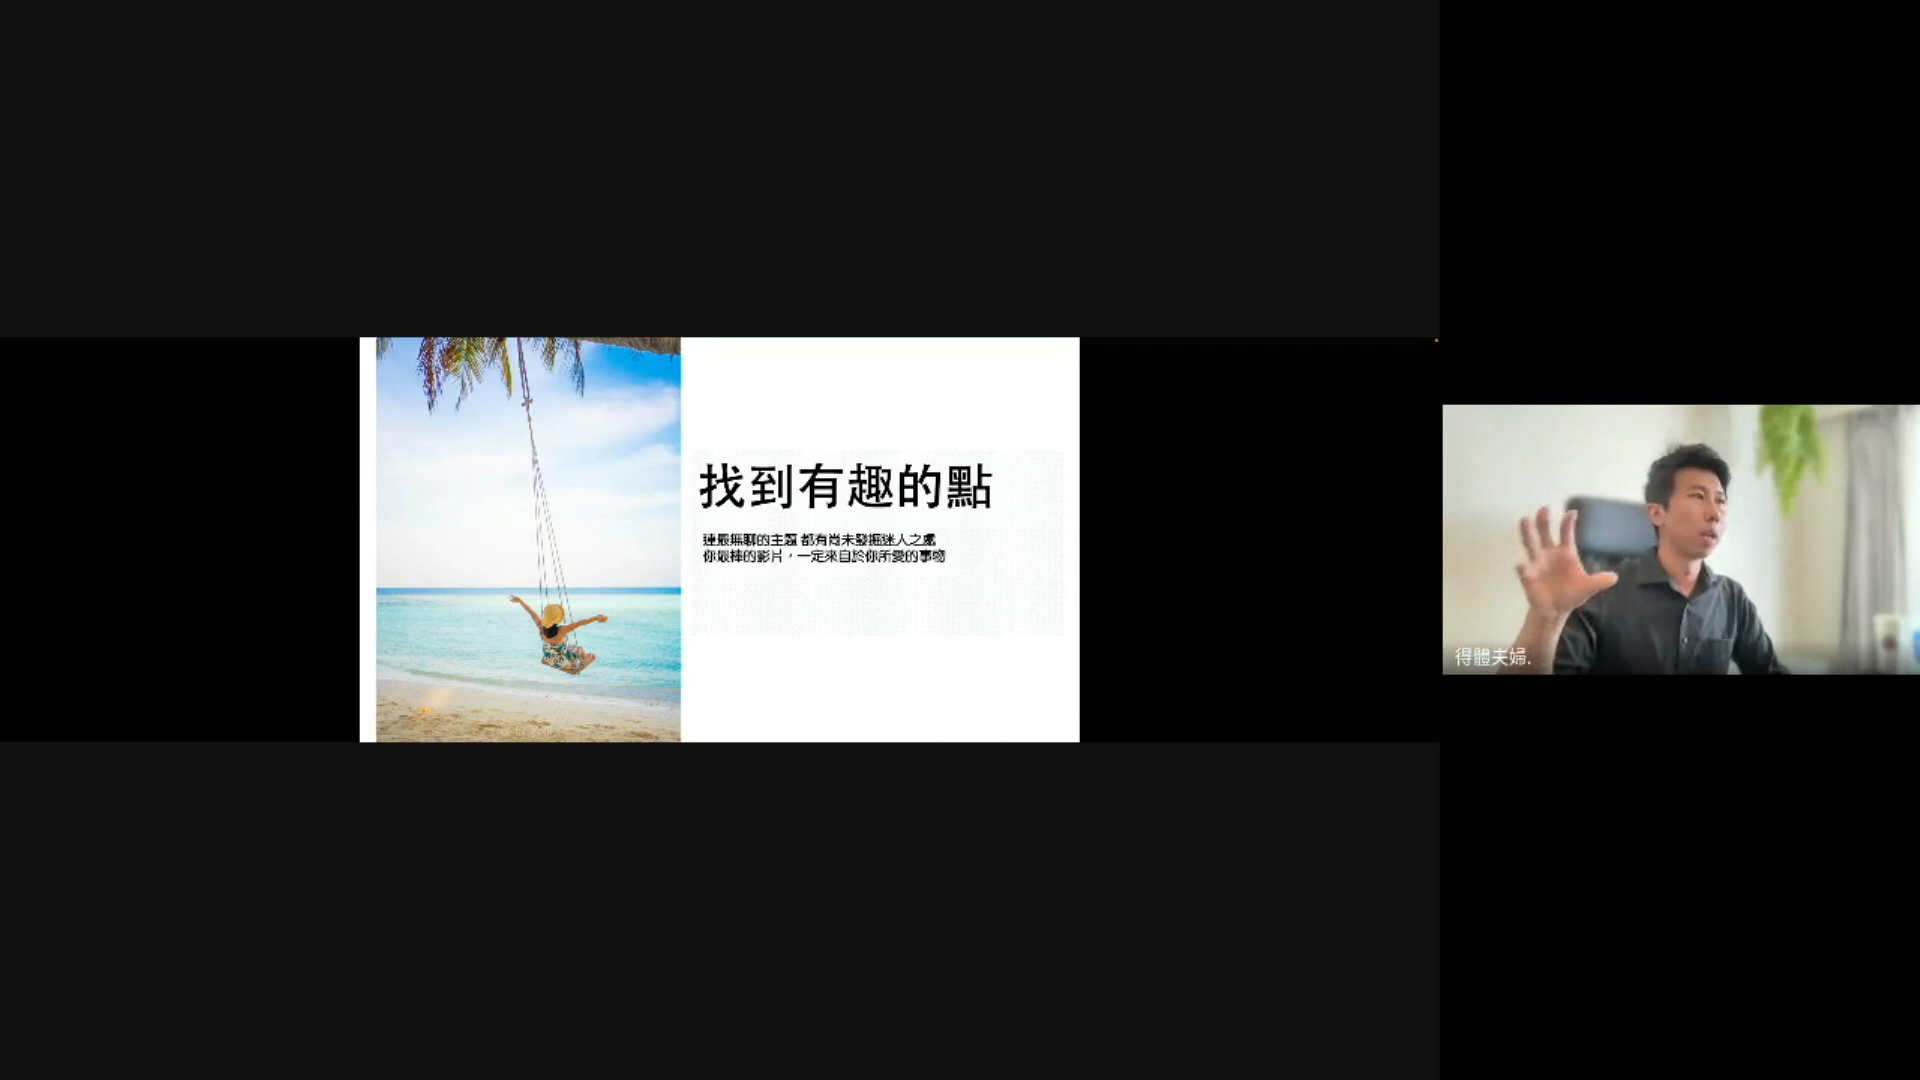 找到有趣的點
連最無聊的主題 都有尚未發掘迷人之處
你最棒的影片，一定來自於你所愛的事物
得體夫婦.